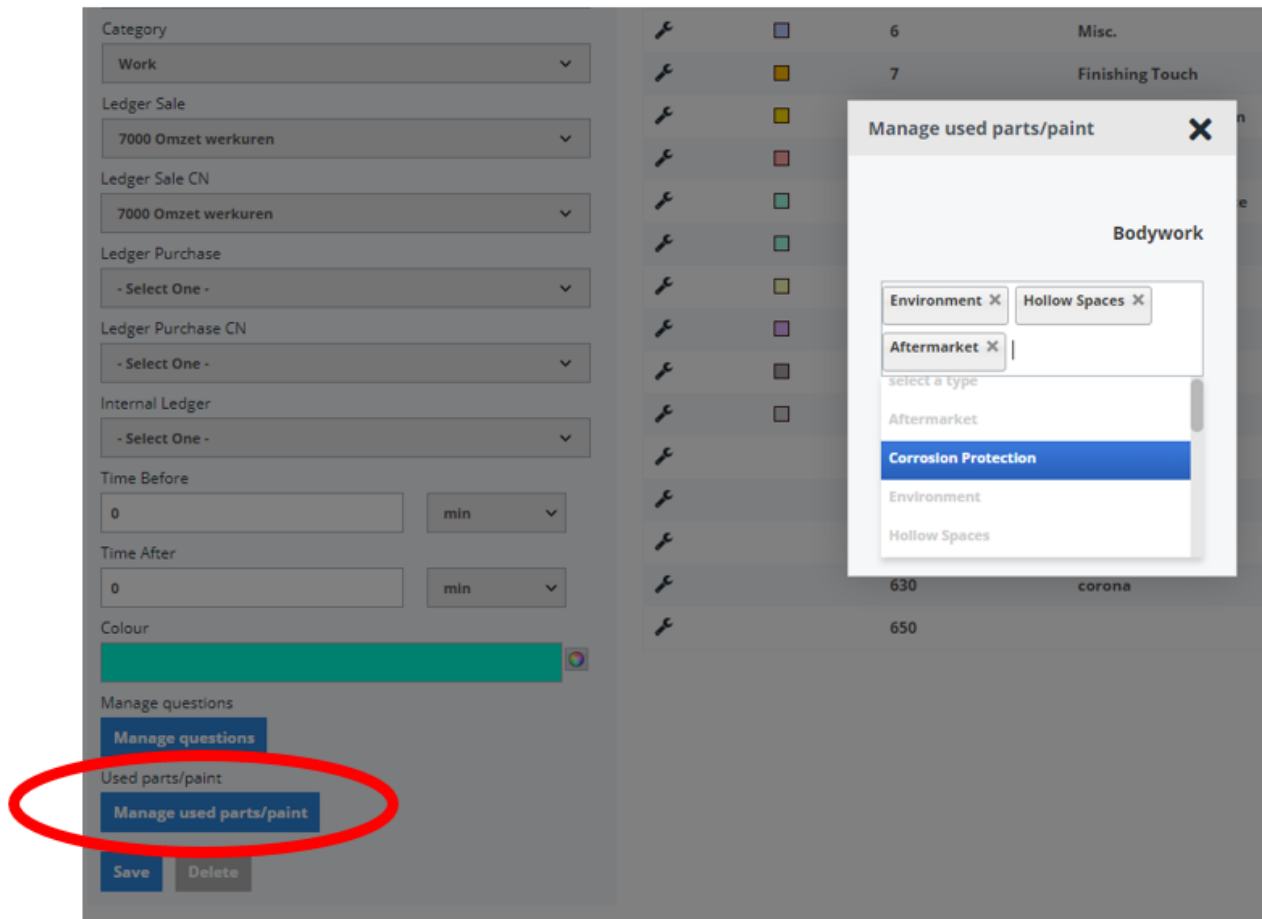 Category
Work
Ledger Sale
7000 Omzet werkuren
Ledger Sale CN
7000 Omzet werkuren
Ledger Purchase
- Select One -
Ledger Purchase CN
- Select One -
Internal Ledger
- Select One -
Time Before
0 min
Time After
0 min
Colour
Manage questions
Manage questions
Used parts/paint
Manage used parts/paint
Save Delete
6 Misc.
7 Finishing Touch
n
e
630 corona
650
Manage used parts/paint
Bodywork
Environment Hollow Spaces
Aftermarket
select a type
Aftermarket
Corrosion Protection
Environment
Hollow Spaces